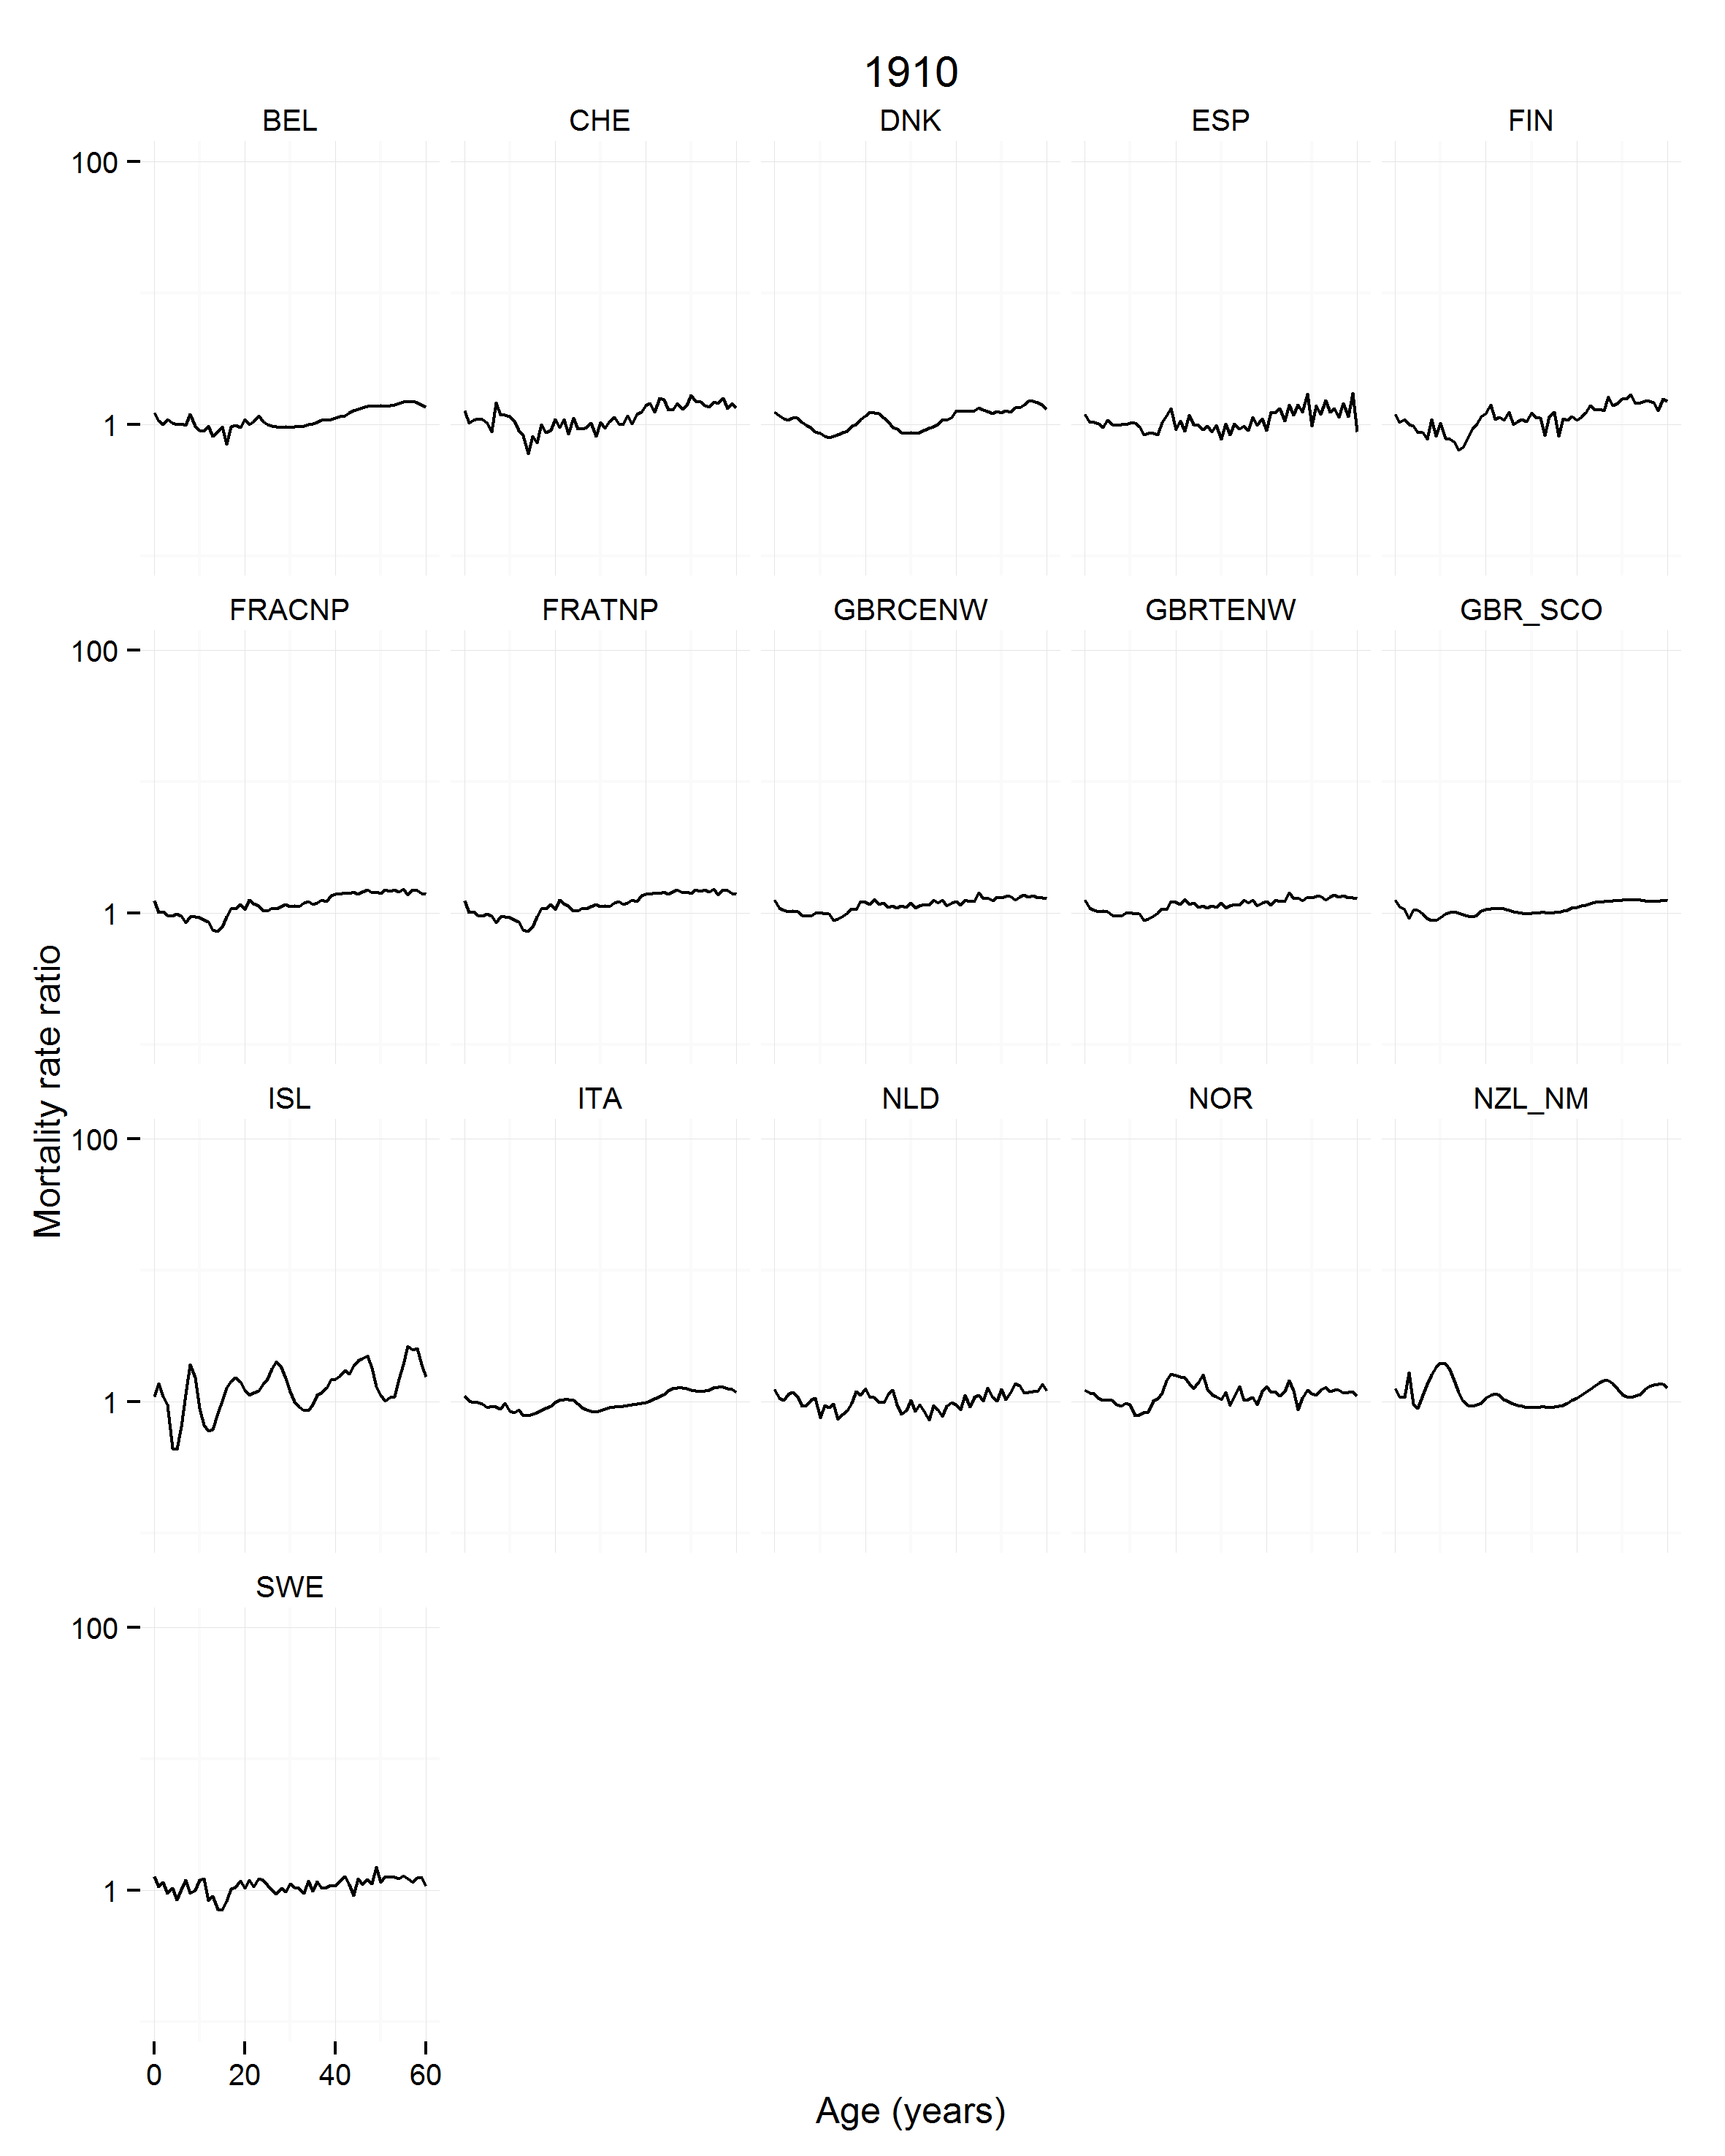 1910
BEL CHE DNK ESP FIN
100
1
FRACNP FRATNP GBRCENW GBRTENW GBR_SCO
100
1
Mortality rate ratio
ISL ITA NLD NOR NZL_NM
100
1
SWE
100
1
0 20 40 60
Age (years)